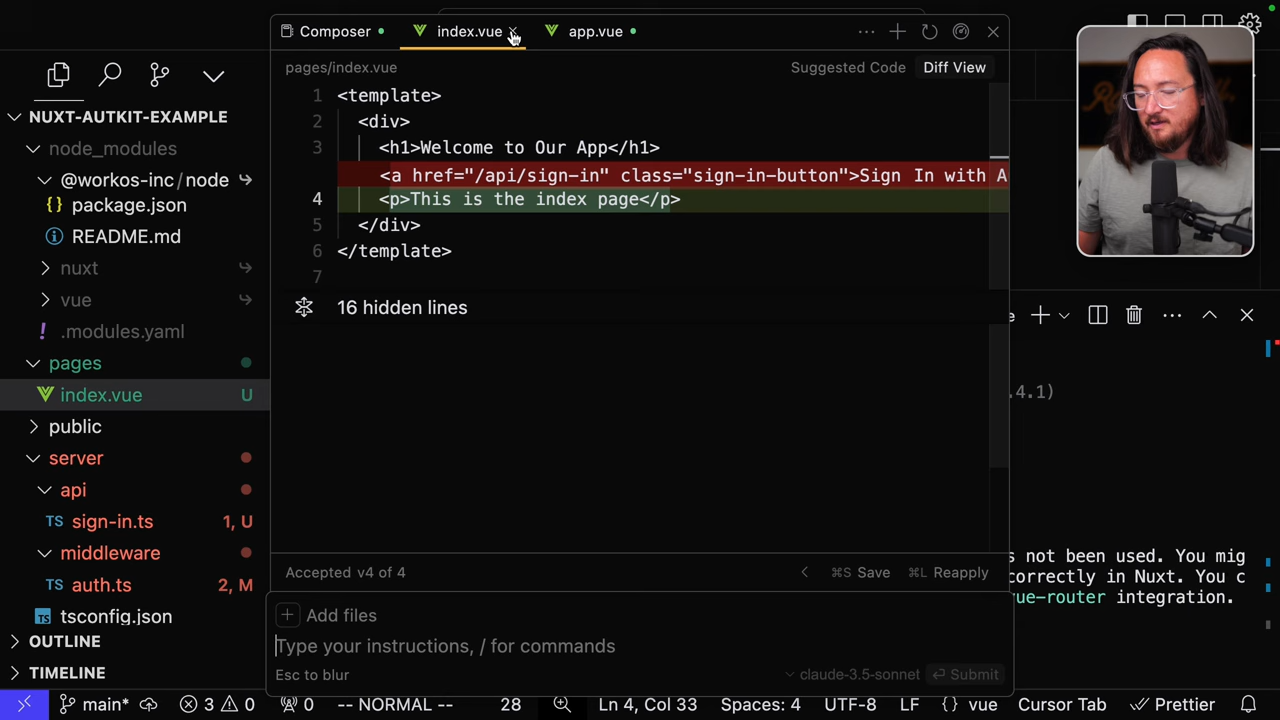 Composer
index.vue
app.vue
pages/index.vue
Suggested Code
Diff View
1 <template>
2 <div>
3 <h1>Welcome to Our App</h1>
<a href="/api/sign-in" class="sign-in-button">Sign In with A
4 <p>This is the index page</p>
5 </div>
6 </template>
7
16 hidden lines
Accepted v4 of 4
⌘S Save
⌘L Reapply
Add files
Type your instructions, / for commands
Esc to blur
claude-3.5-sonnet
Submit
NUXT-AUTKIT-EXAMPLE
node_modules
@workos-inc/node
{} package.json
README.md
nuxt
vue
! .modules.yaml
pages
index.vue U
public
server
api
TS sign-in.ts 1, U
middleware
TS auth.ts 2, M
TS tsconfig.json
OUTLINE
TIMELINE
.4.1)
s not been used. You mig
correctly in Nuxt. You c
vue-router integration.
main* 3 0 0 -- NORMAL -- 28 Ln 4, Col 33 Spaces: 4 UTF-8 LF {} vue Cursor Tab Prettier